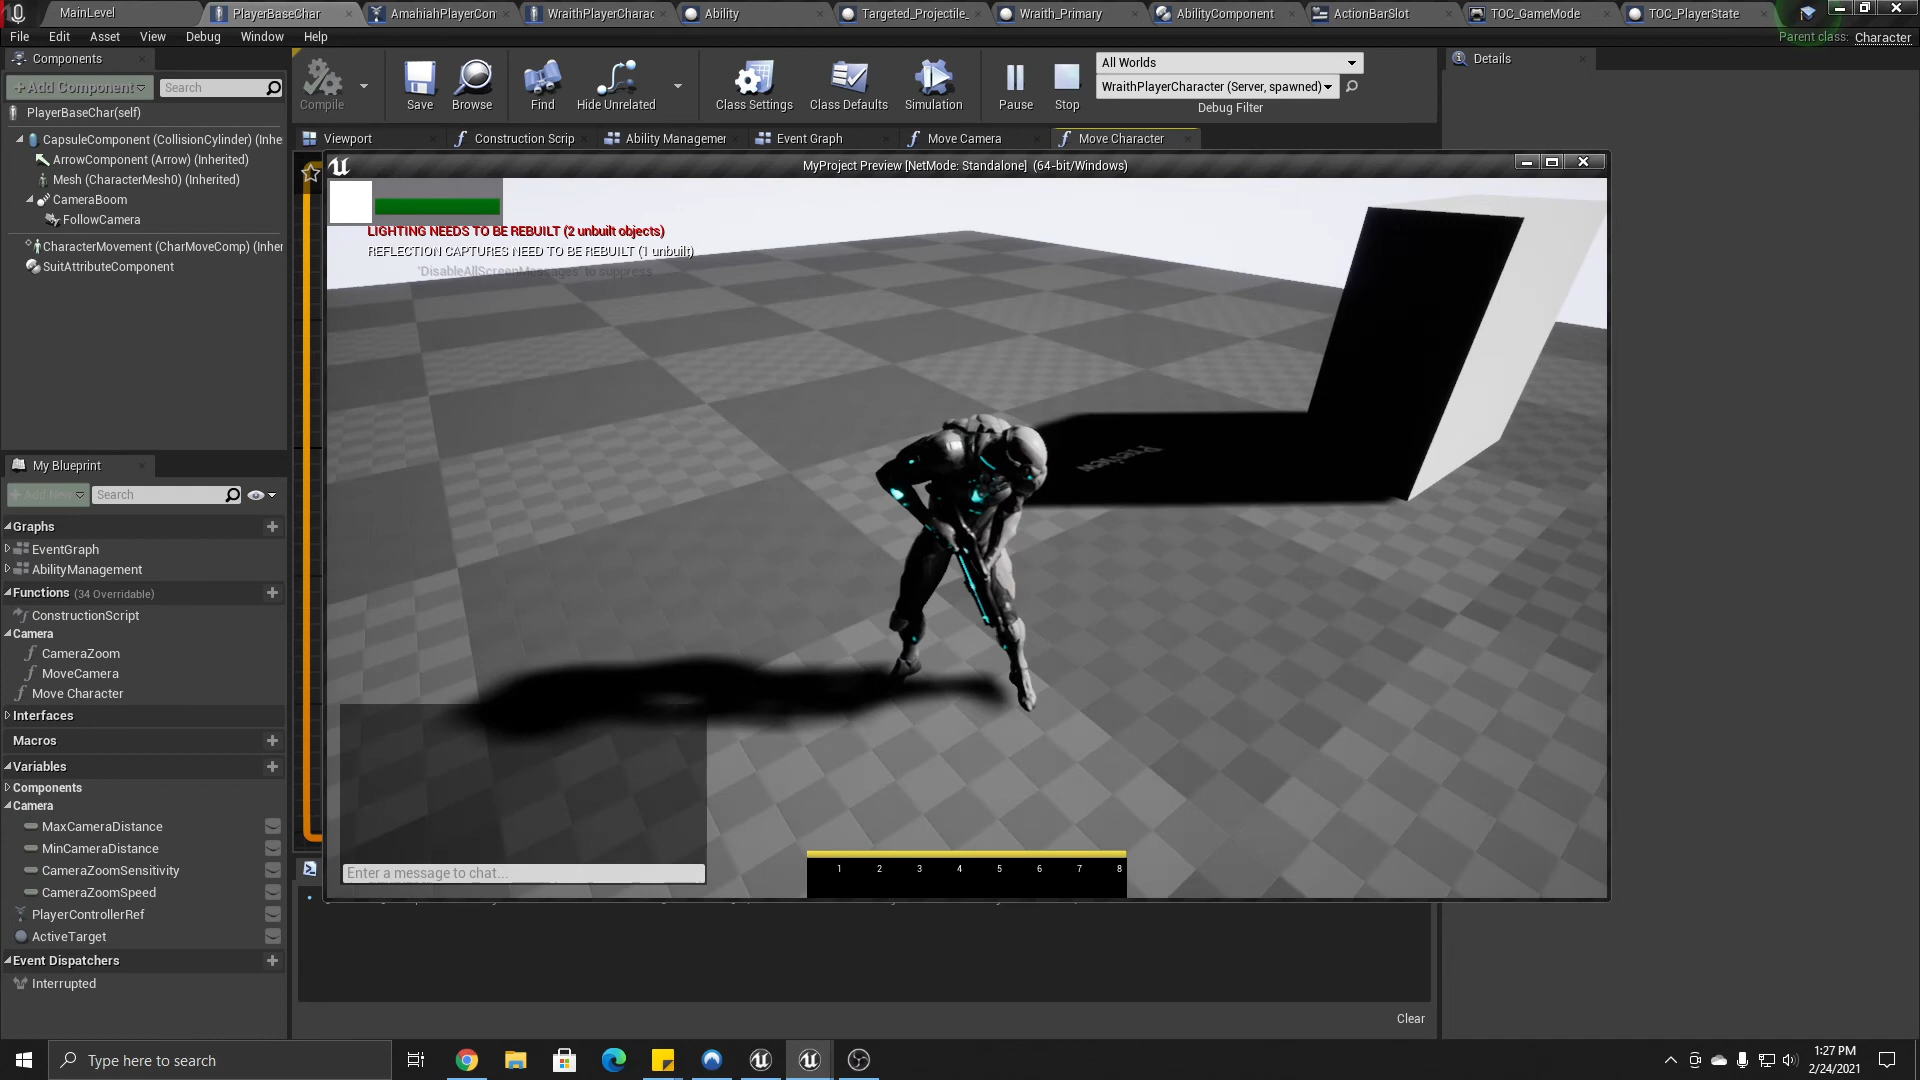 MainLevel
PlayerBaseChar
AmahiahPlayerCon
WraithPlayerCharac
Ability
Targeted_Projectile_
Wraith_Primary
AbilityComponent
ActionBarSlot
TOC_GameMode
TOC_PlayerState
File Edit Asset View Debug Window Help
Parent class: Character
Components
+Add Component
Search
PlayerBaseChar(self)
CapsuleComponent (CollisionCylinder) (Inhe
ArrowComponent (Arrow) (Inherited)
Mesh (CharacterMesh0) (Inherited)
CameraBoom
FollowCamera
CharacterMovement (CharMoveComp) (Inher
SuitAttributeComponent
Compile
Save
Browse
Find
Hide Unrelated
Class Settings
Class Defaults
Simulation
Pause
Stop
All Worlds
WraithPlayerCharacter (Server, spawned)
Debug Filter
Details
Viewport
Construction Scrip
Ability Managemer
Event Graph
Move Camera
Move Character
MyProject Preview [NetMode: Standalone] (64-bit/Windows)
LIGHTING NEEDS TO BE REBUILT (2 unbuilt objects)
REFLECTION CAPTURES NEED TO BE REBUILT (1 unbuilt)
'DisableAllScreenMessages' to suppress
Preview
Enter a message to chat...
1 2 3 4 5 6 7 8
My Blueprint
+Add New
Search
Graphs
EventGraph
AbilityManagement
Functions (34 Overridable)
ConstructionScript
Camera
CameraZoom
MoveCamera
Move Character
Interfaces
Macros
Variables
Components
Camera
MaxCameraDistance
MinCameraDistance
CameraZoomSensitivity
CameraZoomSpeed
PlayerControllerRef
ActiveTarget
Event Dispatchers
Interrupted
Clear
Type here to search
1:27 PM
2/24/2021